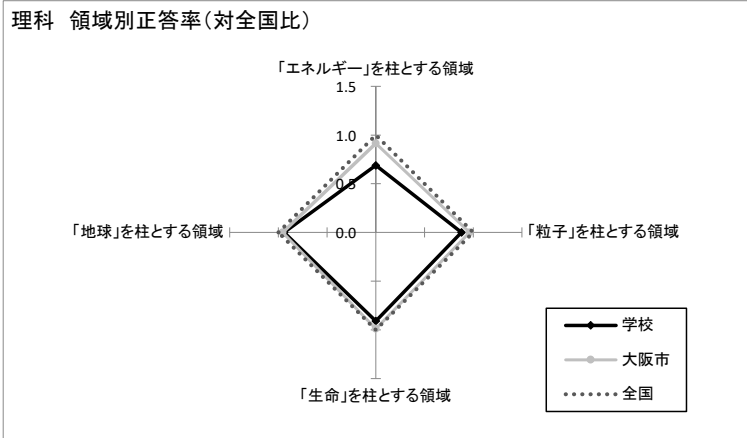 理科 領域別正答率（対全国比）
「エネルギー」を柱とする領域
1.5
1.0
0.5
0.0
「地球」を柱とする領域
「粒子」を柱とする領域
「生命」を柱とする領域
学校
大阪市
全国